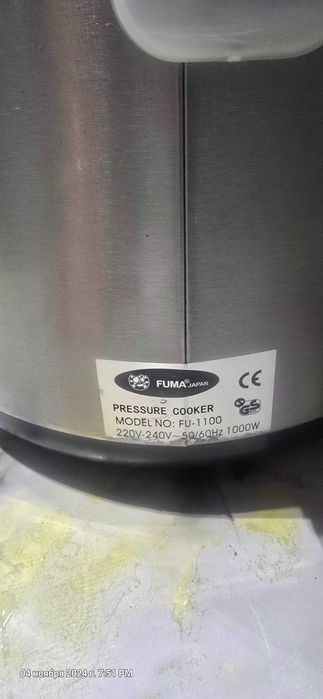 FUMA® JAPAN
CE
PRESSURE COOKER
MODEL NO: FU-1100
220V-240V~50/60Hz 1000W
04 ноября 2024 г. 7:51 PM